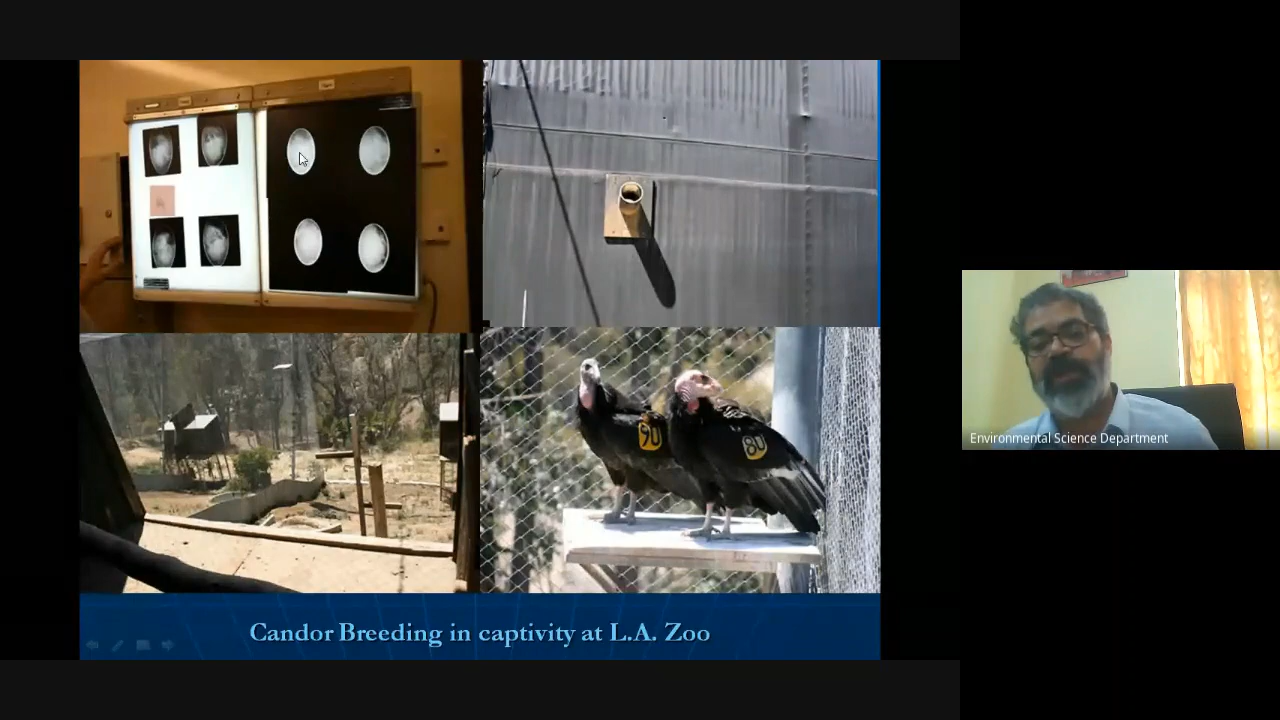 90
80
Candor Breeding in captivity at L.A. Zoo
Environmental Science Department